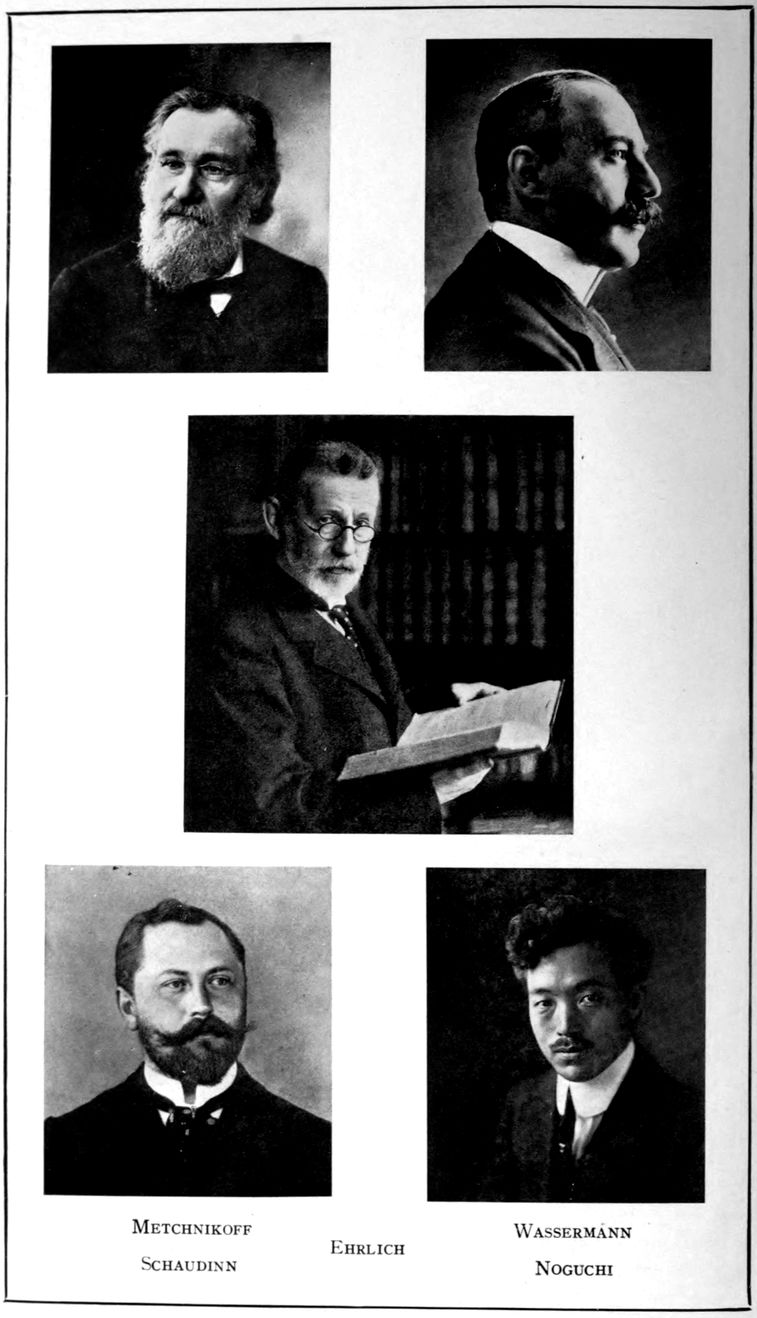 METCHNIKOFF
SCHAUDINN
EHRLICH
WASSERMANN
NOGUCHI